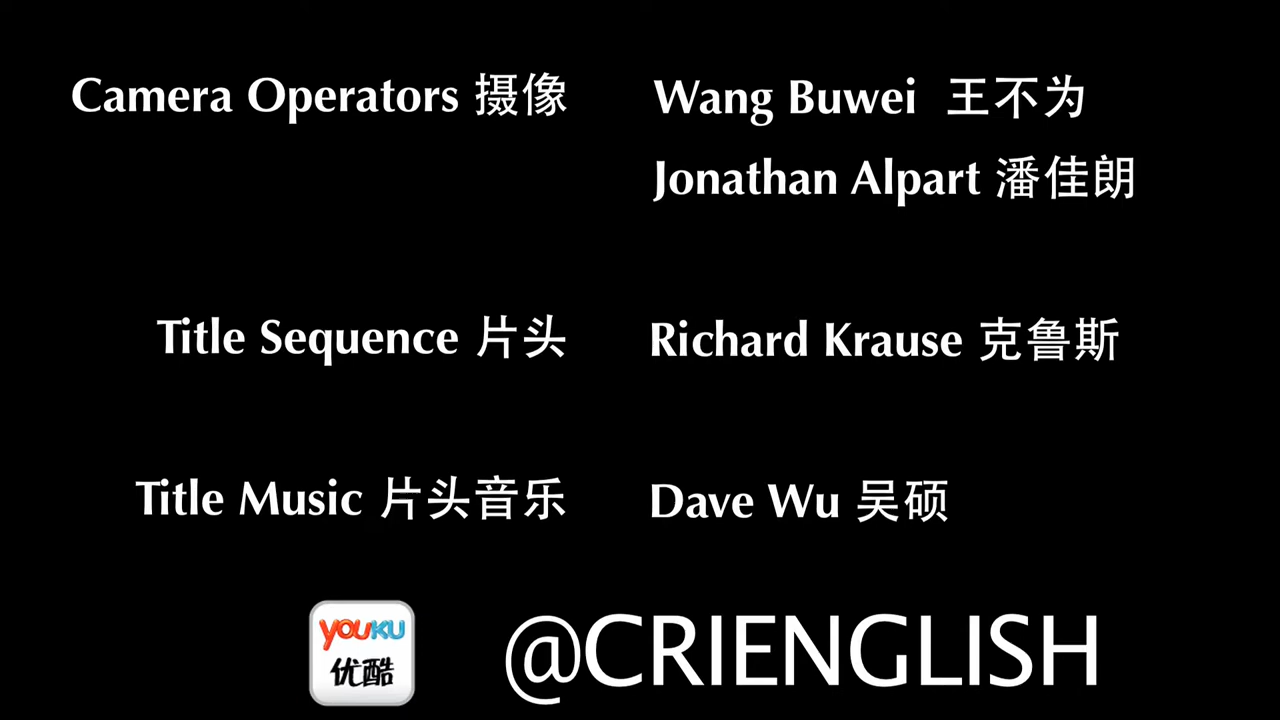 Camera Operators 摄像 Wang Buwei 王不为
Jonathan Alpart 潘佳朗
Title Sequence 片头 Richard Krause 克鲁斯
Title Music 片头音乐 Dave Wu 吴硕
YOUKU
优酷
@CRIENGLISH